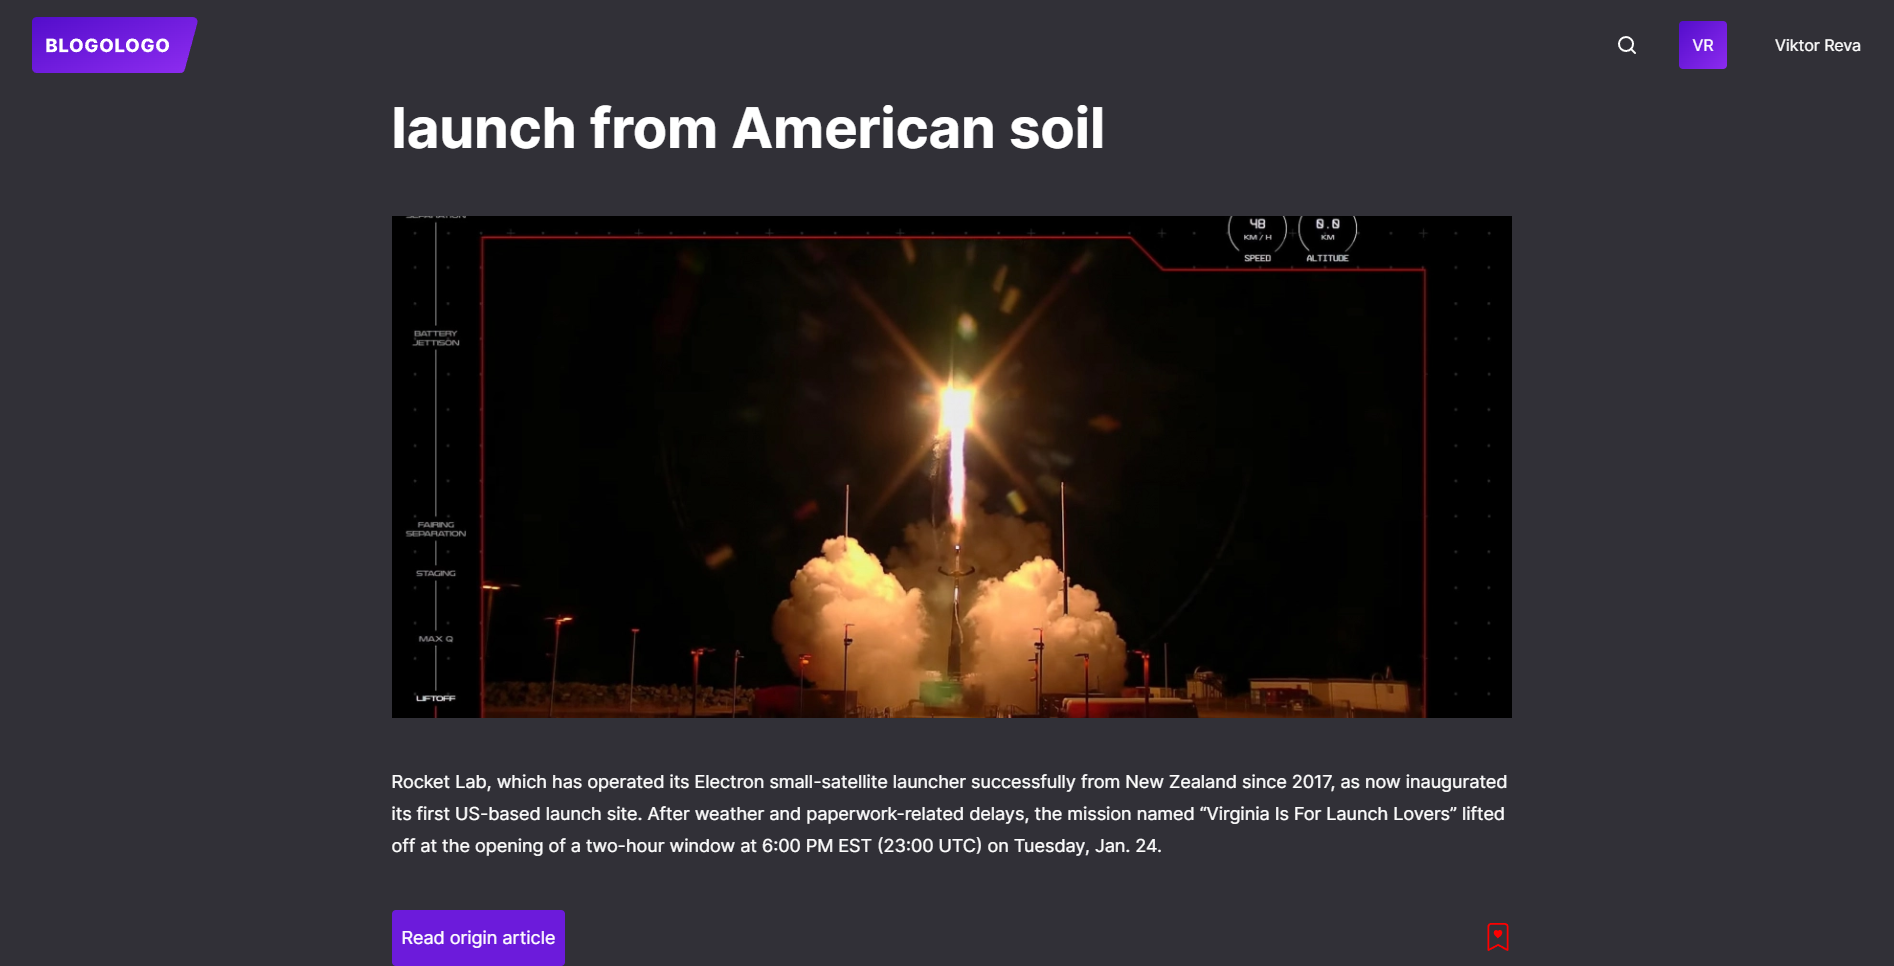 BLOGOLOGO
VR
Viktor Reva
launch from American soil
SEPARATION
48
KM/H
SPEED
0.0
KM
ALTITUDE
BATTERY
JETTISON
FAIRING
SEPARATION
STAGING
MAX Q
LIFTOFF
Rocket Lab, which has operated its Electron small-satellite launcher successfully from New Zealand since 2017, as now inaugurated
its first US-based launch site. After weather and paperwork-related delays, the mission named “Virginia Is For Launch Lovers” lifted
off at the opening of a two-hour window at 6:00 PM EST (23:00 UTC) on Tuesday, Jan. 24.
Read origin article